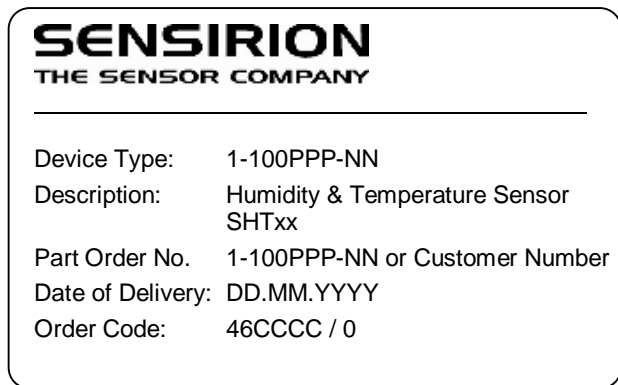 SENSIRION
THE SENSOR COMPANY
Device Type: 1-100PPP-NN
Description: Humidity & Temperature Sensor
SHTxx
Part Order No. 1-100PPP-NN or Customer Number
Date of Delivery: DD.MM.YYYY
Order Code: 46CCCC / 0